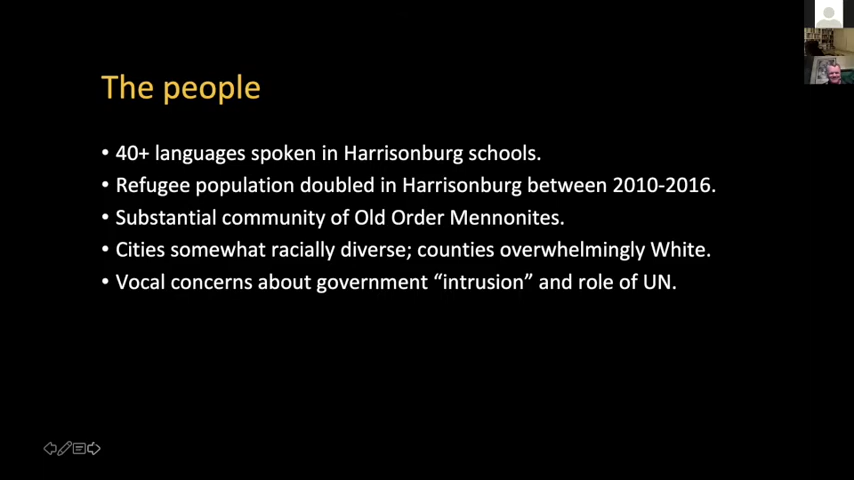 The people
• 40+ languages spoken in Harrisonburg schools.
• Refugee population doubled in Harrisonburg between 2010-2016.
• Substantial community of Old Order Mennonites.
• Cities somewhat racially diverse; counties overwhelmingly White.
• Vocal concerns about government “intrusion” and role of UN.